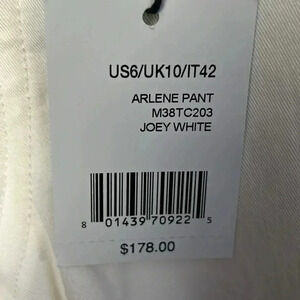 US6/UK10/IT42
ARLENE PANT
M38TC203
JOEY WHITE
8 01439 70922 5
$178.00